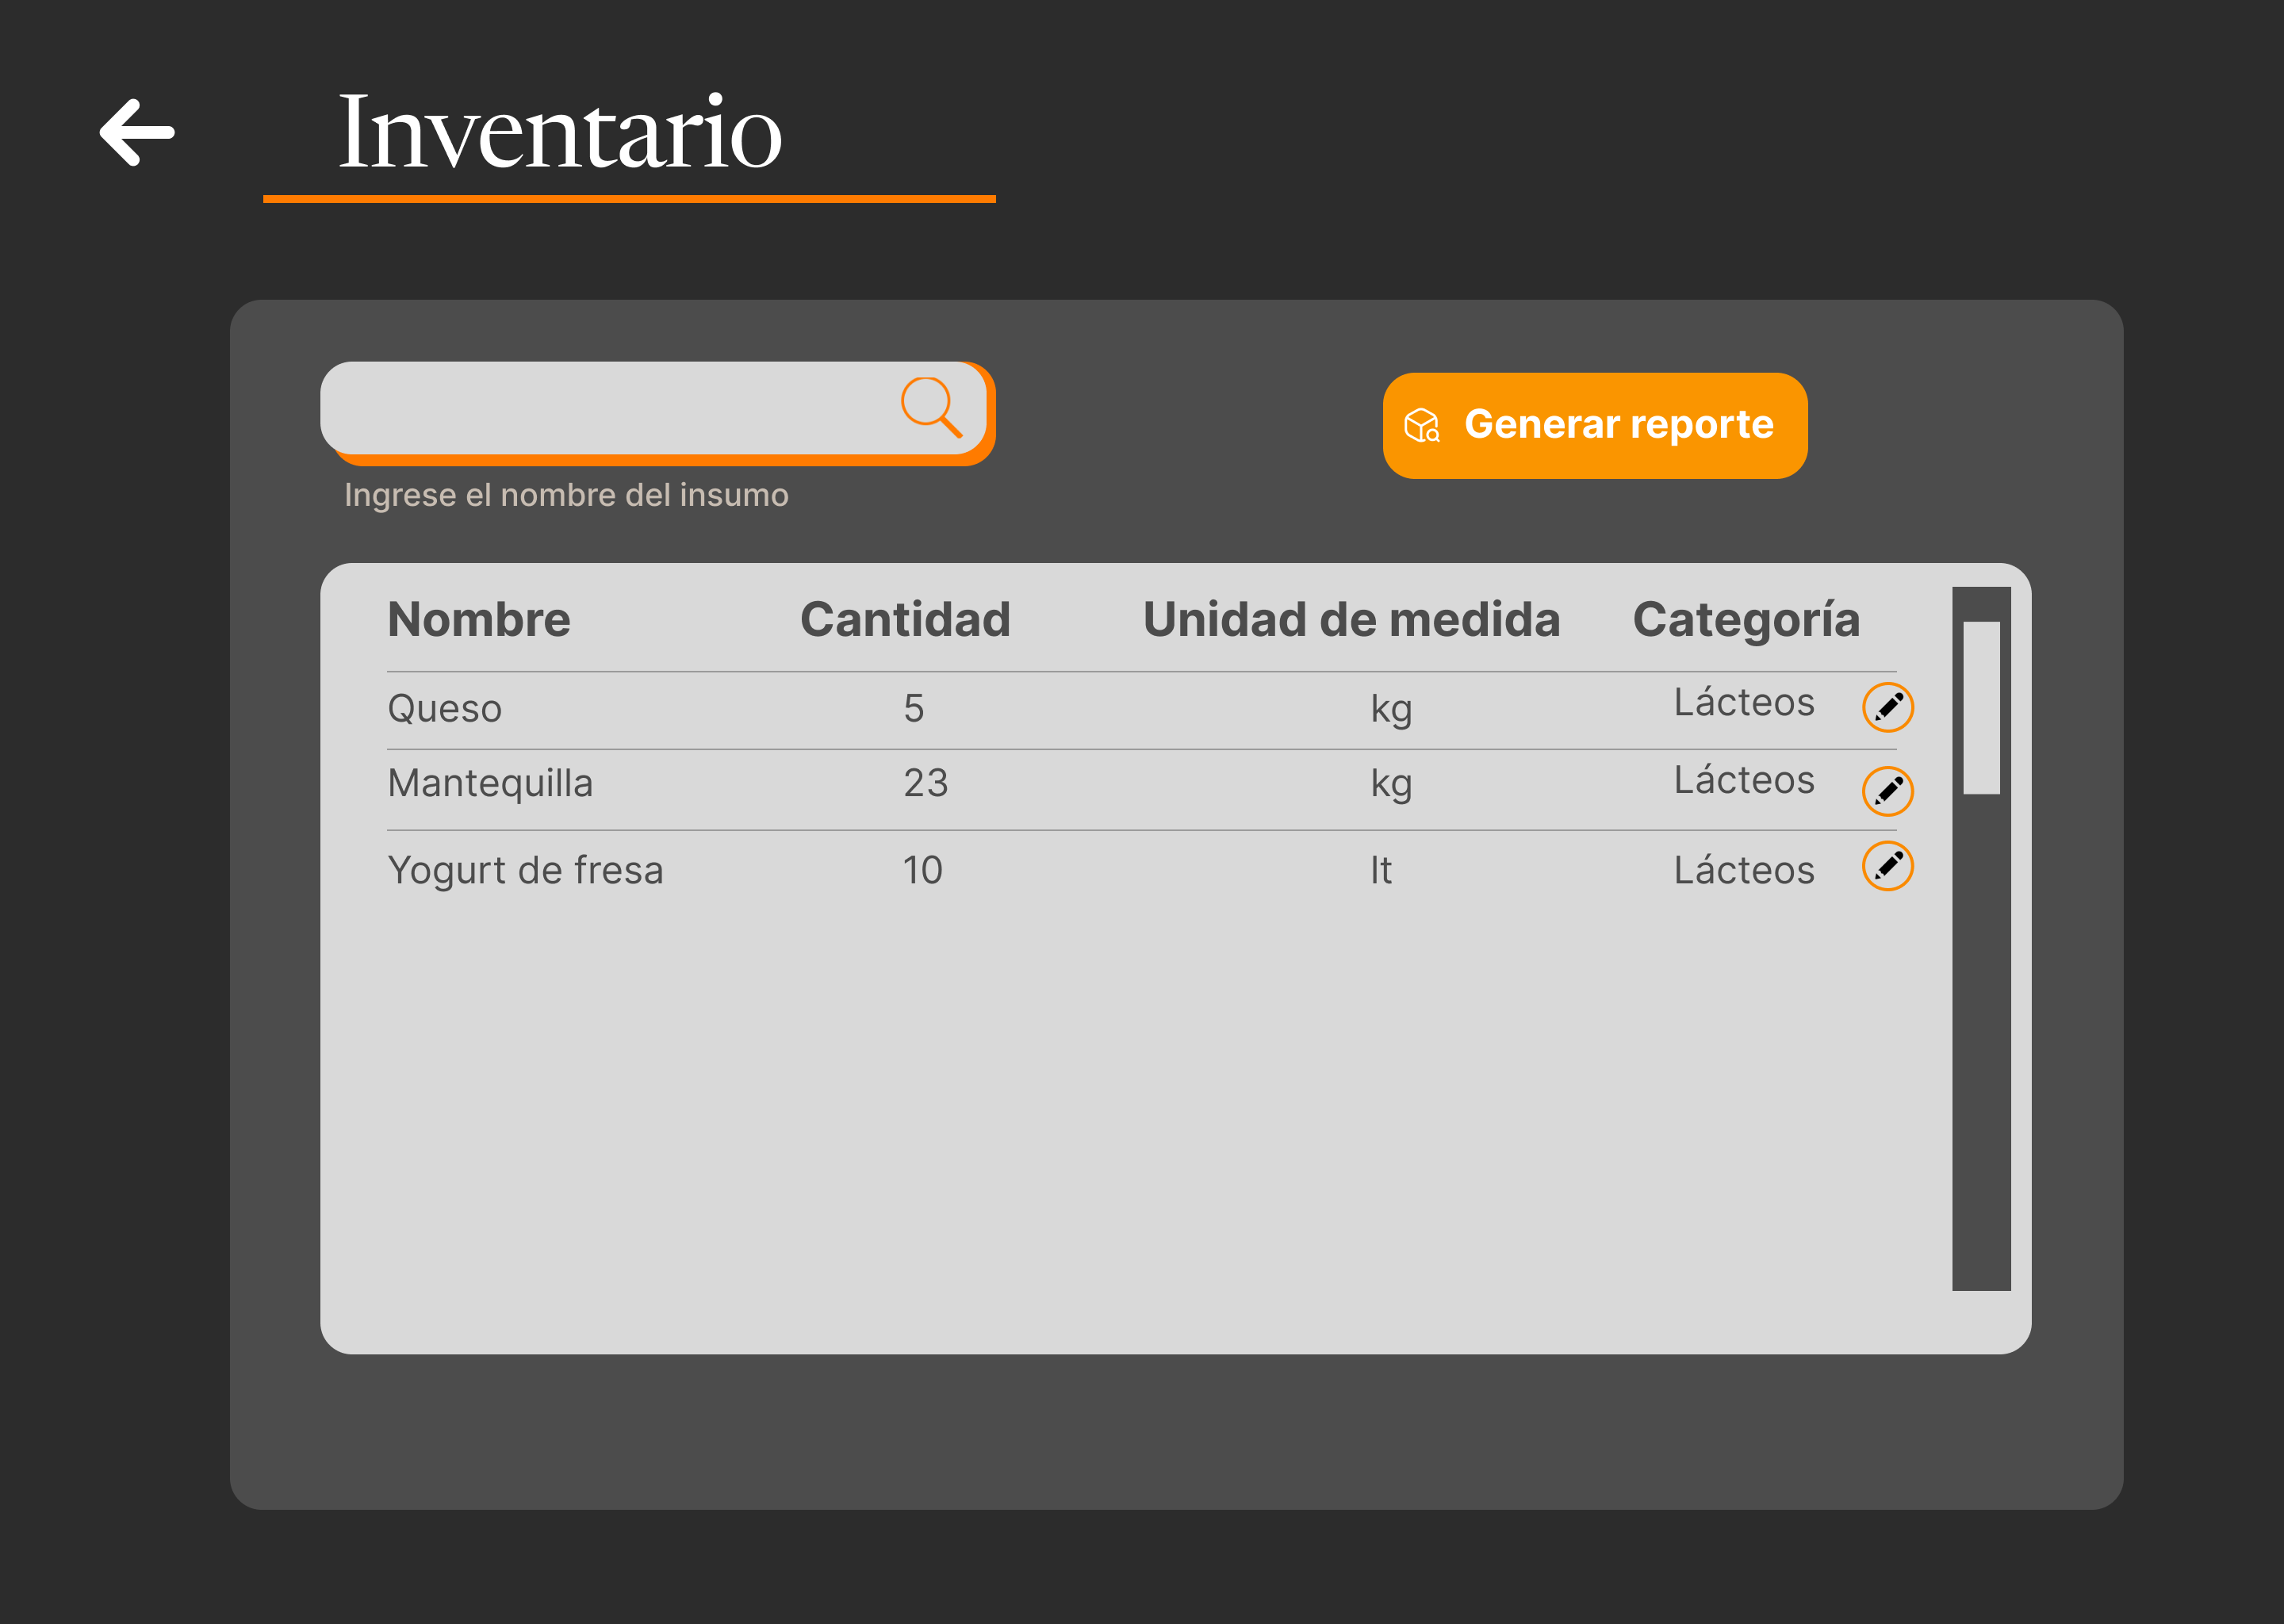 Inventario
Generar reporte
Ingrese el nombre del insumo
Nombre Cantidad Unidad de medida Categoría
Queso 5 kg Lácteos
Mantequilla 23 kg Lácteos
Yogurt de fresa 10 lt Lácteos